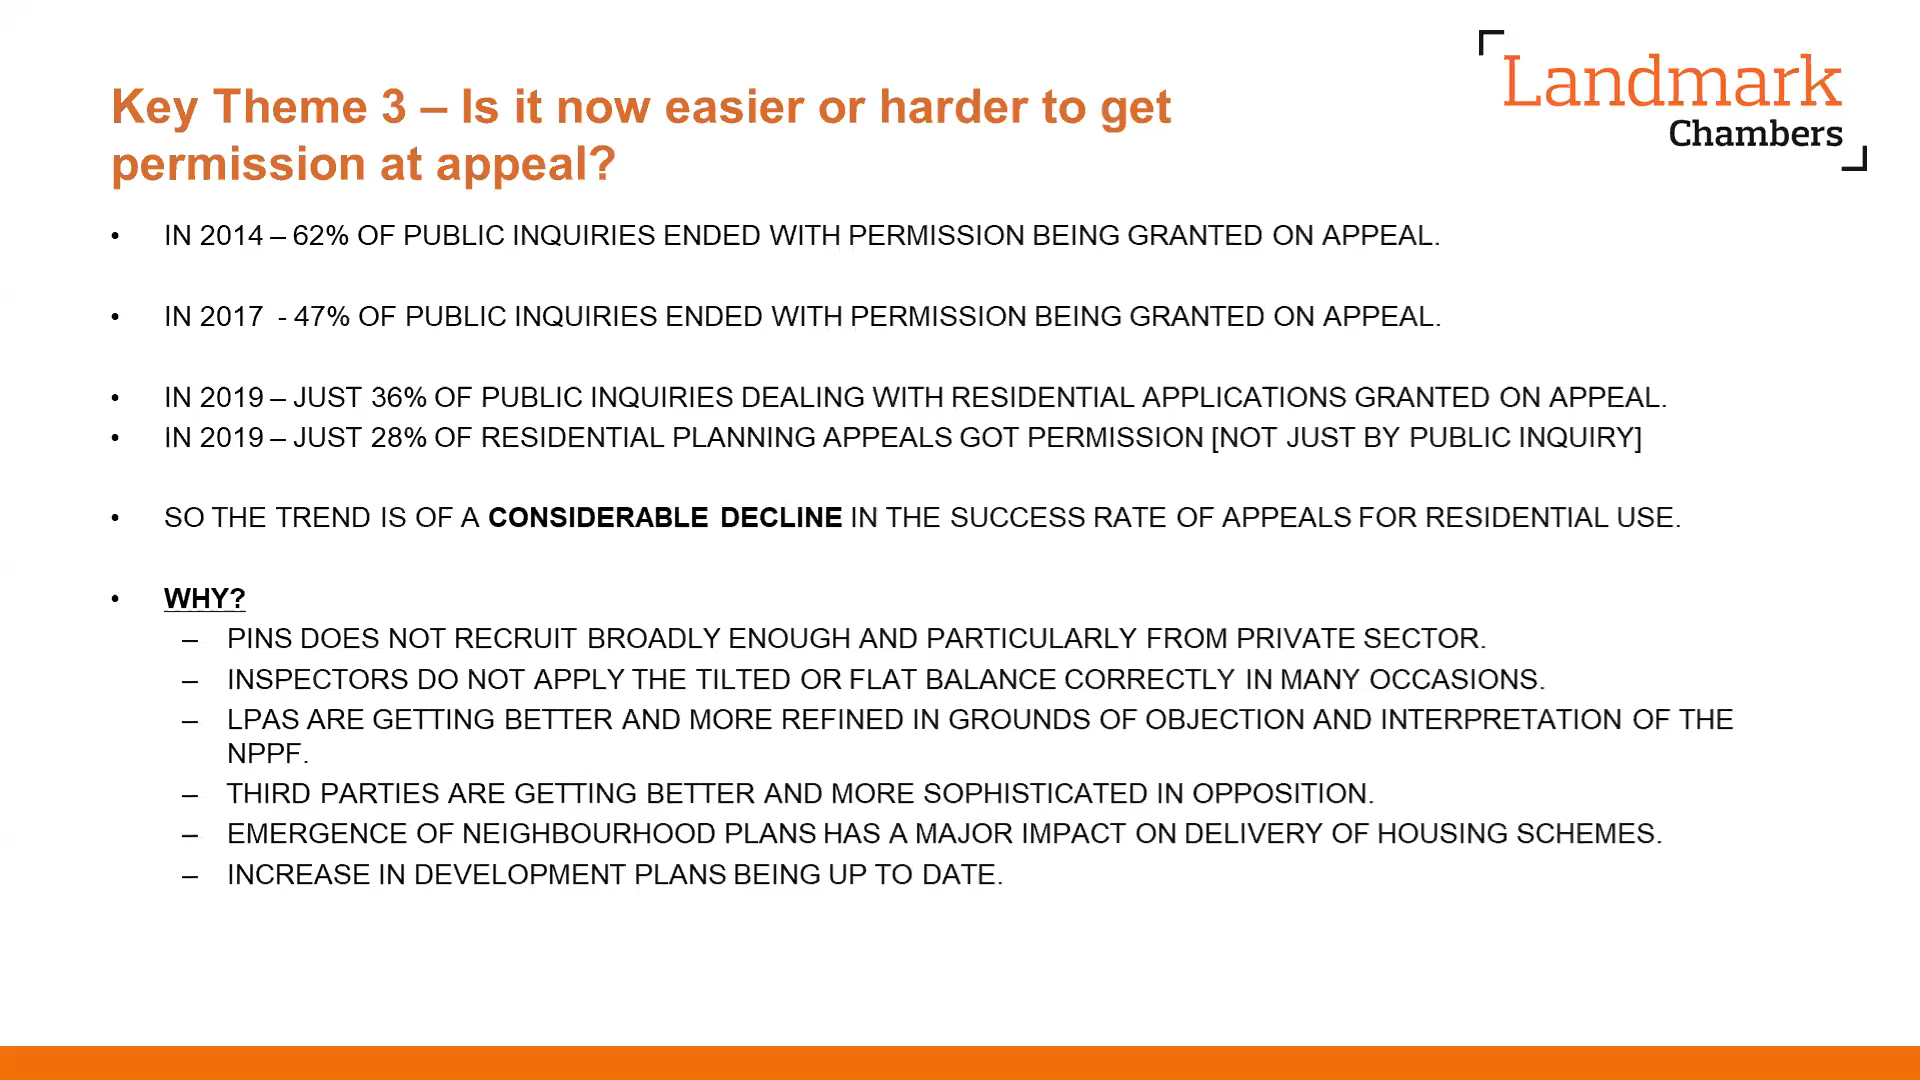 Landmark
Chambers
Key Theme 3 – Is it now easier or harder to get
permission at appeal?
• IN 2014 – 62% OF PUBLIC INQUIRIES ENDED WITH PERMISSION BEING GRANTED ON APPEAL.
• IN 2017 - 47% OF PUBLIC INQUIRIES ENDED WITH PERMISSION BEING GRANTED ON APPEAL.
• IN 2019 – JUST 36% OF PUBLIC INQUIRIES DEALING WITH RESIDENTIAL APPLICATIONS GRANTED ON APPEAL.
• IN 2019 – JUST 28% OF RESIDENTIAL PLANNING APPEALS GOT PERMISSION [NOT JUST BY PUBLIC INQUIRY]
• SO THE TREND IS OF A CONSIDERABLE DECLINE IN THE SUCCESS RATE OF APPEALS FOR RESIDENTIAL USE.
• WHY?
– PINS DOES NOT RECRUIT BROADLY ENOUGH AND PARTICULARLY FROM PRIVATE SECTOR.
– INSPECTORS DO NOT APPLY THE TILTED OR FLAT BALANCE CORRECTLY IN MANY OCCASIONS.
– LPAS ARE GETTING BETTER AND MORE REFINED IN GROUNDS OF OBJECTION AND INTERPRETATION OF THE
NPPF.
– THIRD PARTIES ARE GETTING BETTER AND MORE SOPHISTICATED IN OPPOSITION.
– EMERGENCE OF NEIGHBOURHOOD PLANS HAS A MAJOR IMPACT ON DELIVERY OF HOUSING SCHEMES.
– INCREASE IN DEVELOPMENT PLANS BEING UP TO DATE.